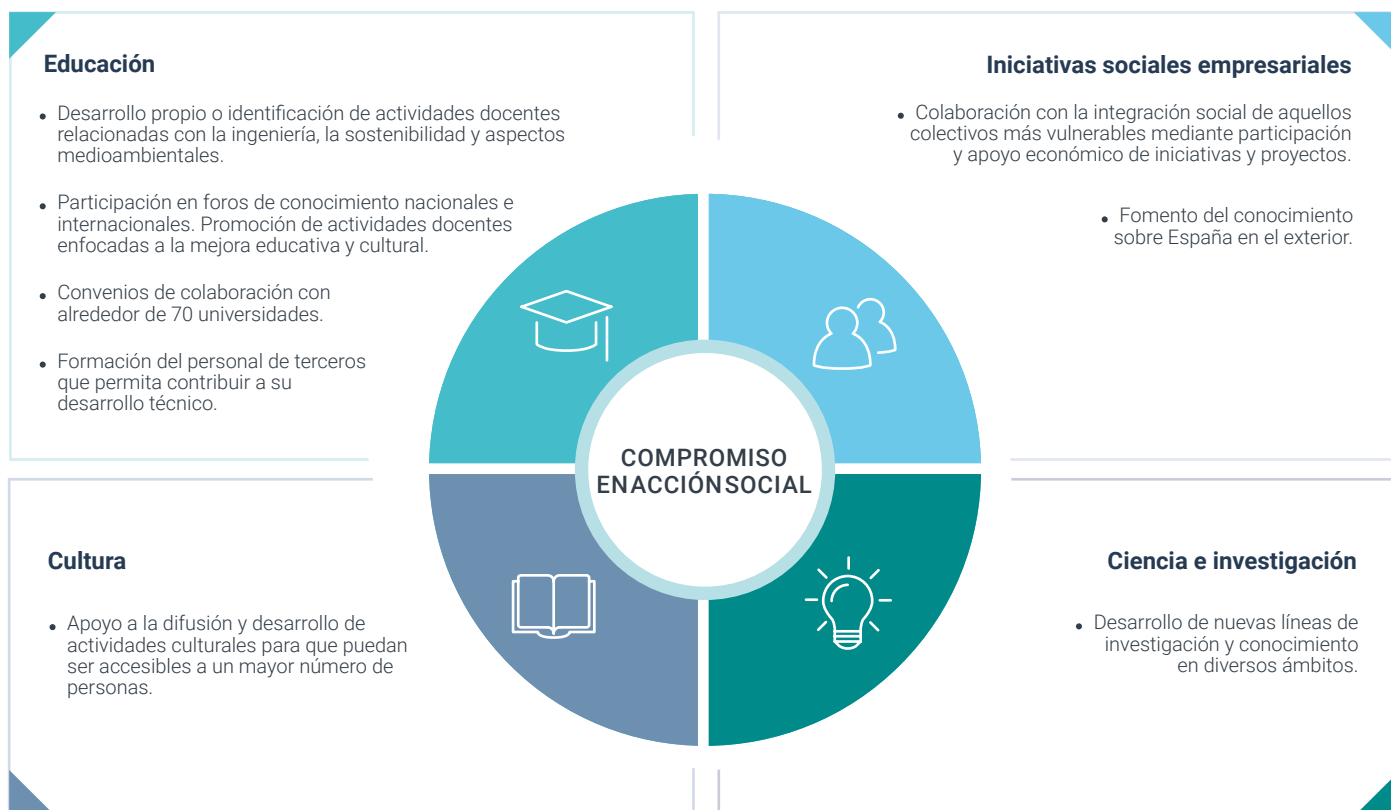 Educación
• Desarrollo propio o identificación de actividades docentes
relacionadas con la ingeniería, la sostenibilidad y aspectos
medioambientales.
• Participación en foros de conocimiento nacionales e
internacionales. Promoción de actividades docentes
enfocadas a la mejora educativa y cultural.
• Convenios de colaboración con
alrededor de 70 universidades.
• Formación del personal de terceros
que permita contribuir a su
desarrollo técnico.
Iniciativas sociales empresariales
• Colaboración con la integración social de aquellos
colectivos más vulnerables mediante participación
y apoyo económico de iniciativas y proyectos.
• Fomento del conocimiento
sobre España en el exterior.
COMPROMISO
EN ACCIÓN SOCIAL
Cultura
• Apoyo a la difusión y desarrollo de
actividades culturales para que puedan
ser accesibles a un mayor número de
personas.
Ciencia e investigación
• Desarrollo de nuevas líneas de
investigación y conocimiento
en diversos ámbitos.